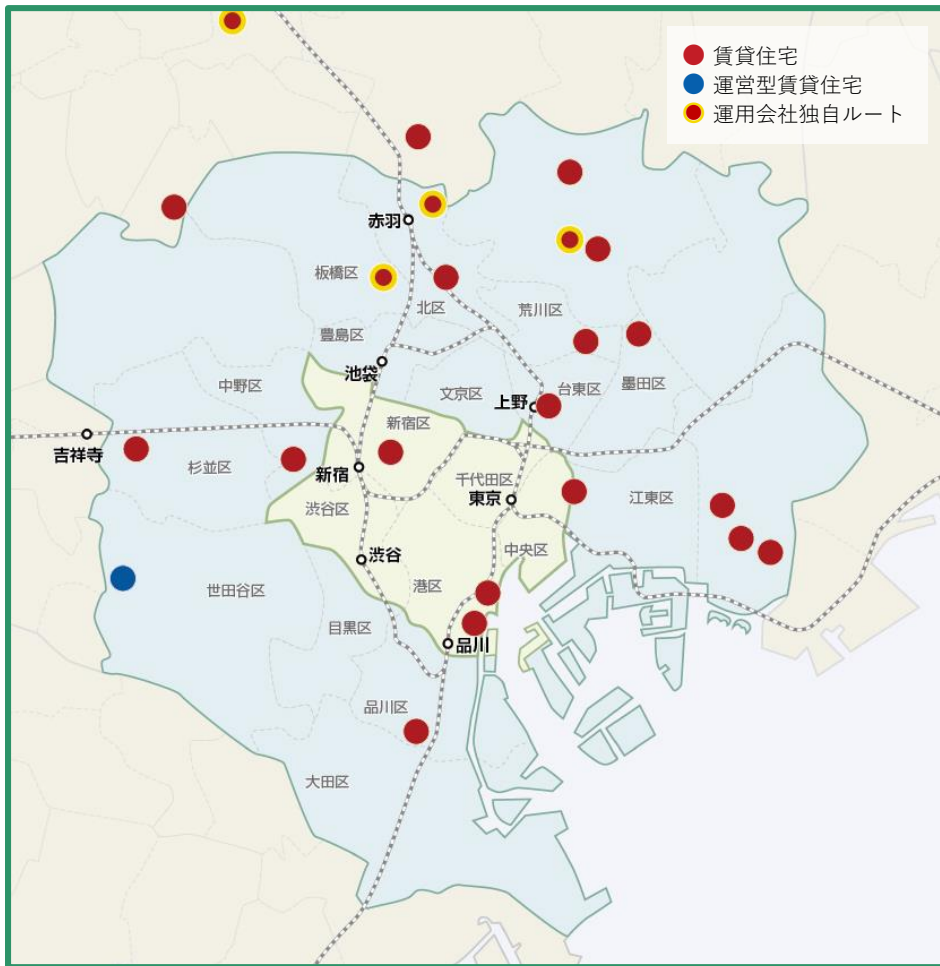 賃貸住宅
運営型賃貸住宅
運用会社独自ルート
赤羽
板橋区
北区
荒川区
豊島区
池袋
中野区
文京区
台東区
墨田区
上野
新宿区
吉祥寺
杉並区
新宿
千代田区
東京
江東区
渋谷区
渋谷
中央区
港区
世田谷区
目黒区
品川
品川区
大田区